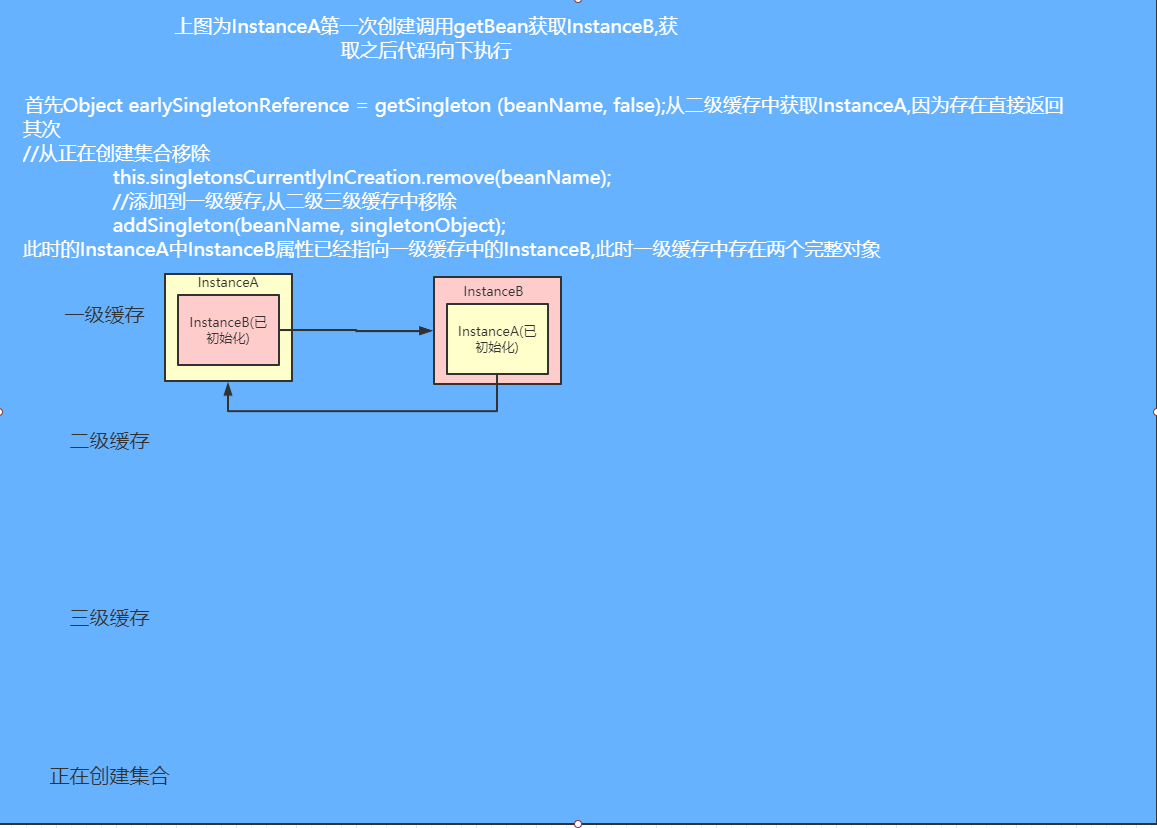 上图为InstanceA第一次创建调用getBean获取InstanceB,获
取之后代码向下执行
首先Object earlySingletonReference = getSingleton (beanName, false);从二级缓存中获取InstanceA,因为存在直接返回
其次
//从正在创建集合移除
this.singletonsCurrentlyInCreation.remove(beanName);
//添加到一级缓存,从二级三级缓存中移除
addSingleton(beanName, singletonObject);
此时的InstanceA中InstanceB属性已经指向一级缓存中的InstanceB,此时一级缓存中存在两个完整对象
一级缓存
InstanceA
InstanceB(已
初始化)
InstanceB
InstanceA(已
初始化)
二级缓存
三级缓存
正在创建集合